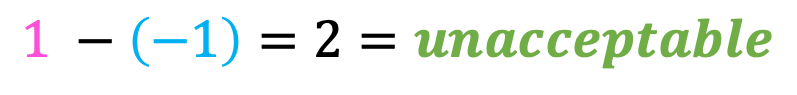 1 − (−1) = 2 = unacceptable